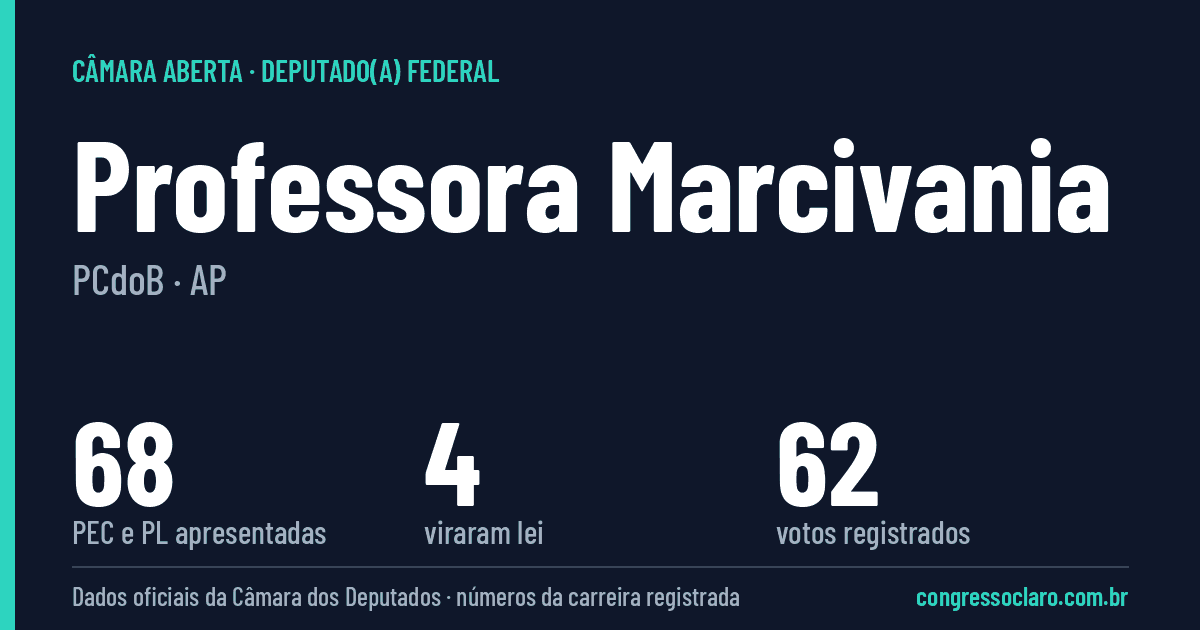 CÂMARA ABERTA · DEPUTADO(A) FEDERAL
Professora Marcivania
PCdoB · AP
68 4 62
PEC e PL apresentadas viraram lei votos registrados
Dados oficiais da Câmara dos Deputados · números da carreira registrada congressoclaro.com.br